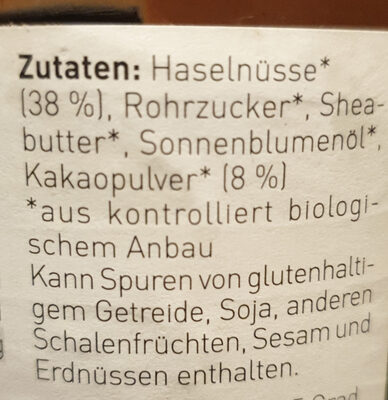 Zutaten: Haselnüsse*
(38 %), Rohrzucker*, Shea-
butter*, Sonnenblumenöl*,
Kakaopulver* (8 %)
*aus kontrolliert biologi-
schem Anbau
Kann Spuren von glutenhalti-
gem Getreide, Soja, anderen
Schalenfrüchten, Sesam und
Erdnüssen enthalten.